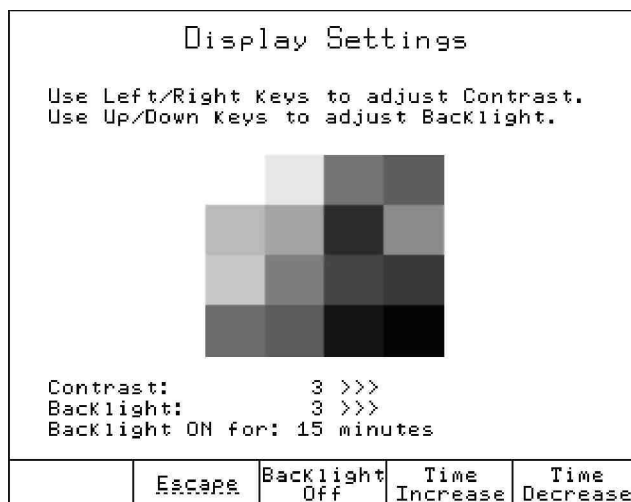 Display Settings
Use Left/Right Keys to adjust Contrast.
Use Up/Down Keys to adjust Backlight.
Contrast: 3 >>>
Backlight: 3 >>>
Backlight ON for: 15 minutes
Escape
Backlight Off
Time Increase
Time Decrease